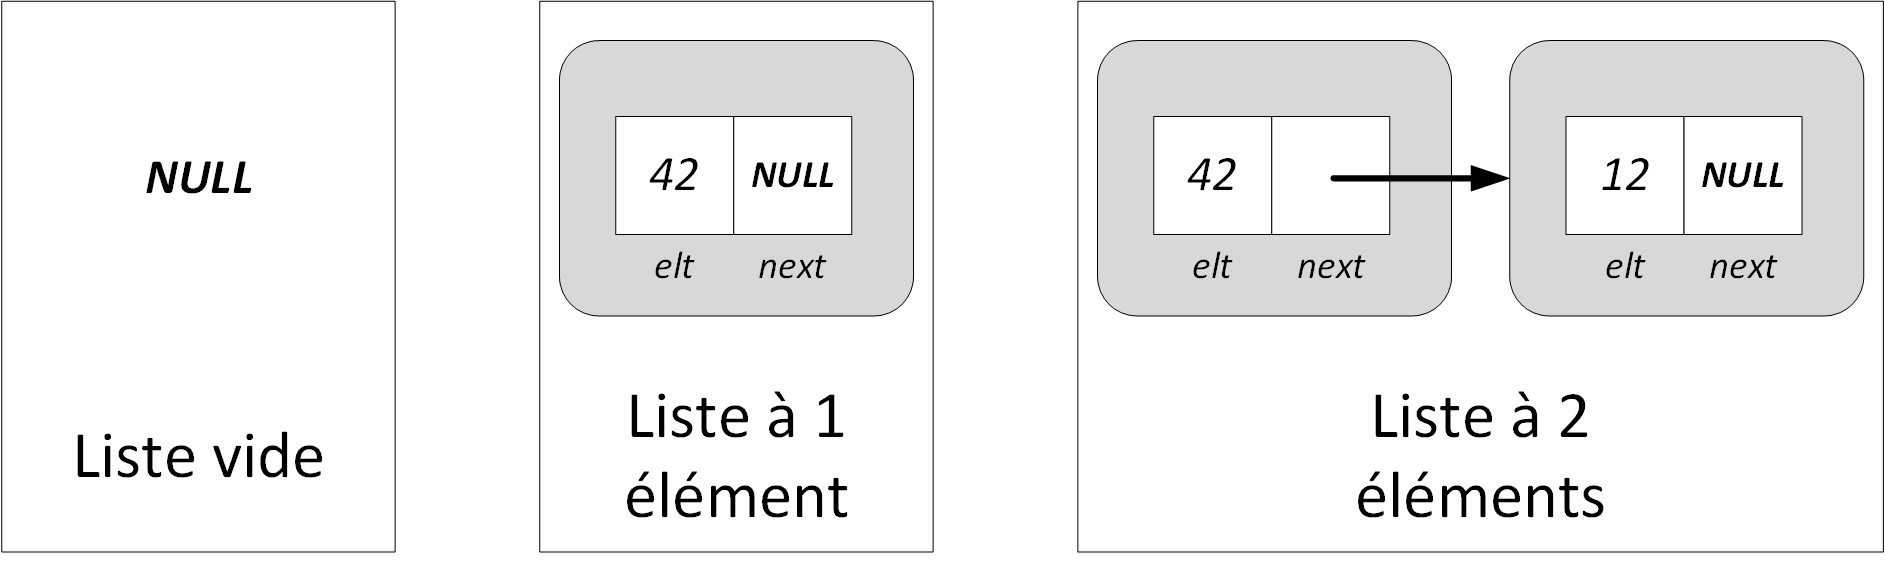 NULL
Liste vide
42 NULL
elt next
Liste à 1
élément
42
elt next
12 NULL
elt next
Liste à 2
éléments